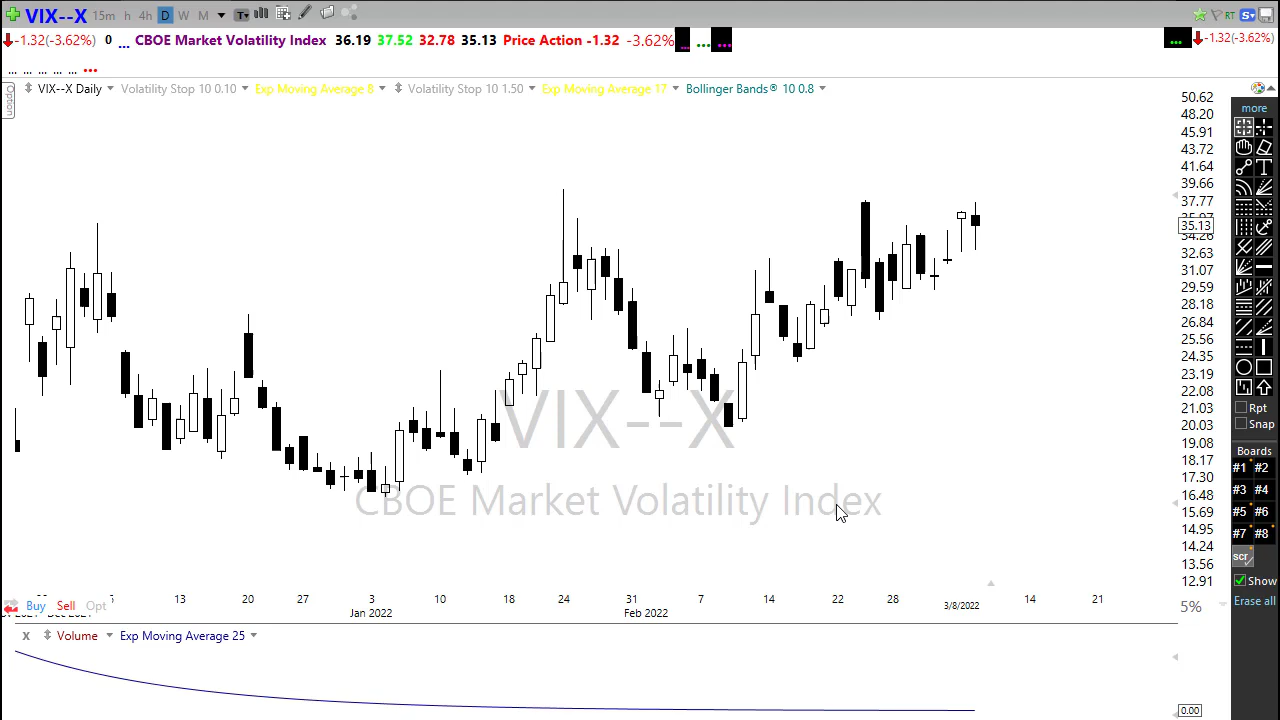 VIX--X 15m h 4h D W M T RT S
-1.32(-3.62%) 0 ... CBOE Market Volatility Index 36.19 37.52 32.78 35.13 Price Action -1.32 -3.62% ... ... ... ... -1.32(-3.62%)
... ... ... ... ... ...
Option VIX--X Daily Volatility Stop 10 0.10 Exp Moving Average 8 Volatility Stop 10 1.50 Exp Moving Average 17 Bollinger Bands® 10 0.8
50.62
48.20
45.91
43.72
41.64
39.66
37.77
35.97
35.13
34.26
32.63
31.07
29.59
28.18
26.84
25.56
24.35
23.19
22.08
21.03
20.03
19.08
18.17
17.30
16.48
15.69
14.95
14.24
13.56
12.91
VIX--X
CBOE Market Volatility Index
more
T
Rpt
Snap
Boards
#1 #2
#3 #4
#5 #6
#7 #8
scr
Show
Erase all
13 20 27 3 10 18 24 31 7 14 22 28 3/8/2022 14 21
Buy Sell Opt 5%
Jan 2022 Feb 2022
x Volume Exp Moving Average 25
0.00